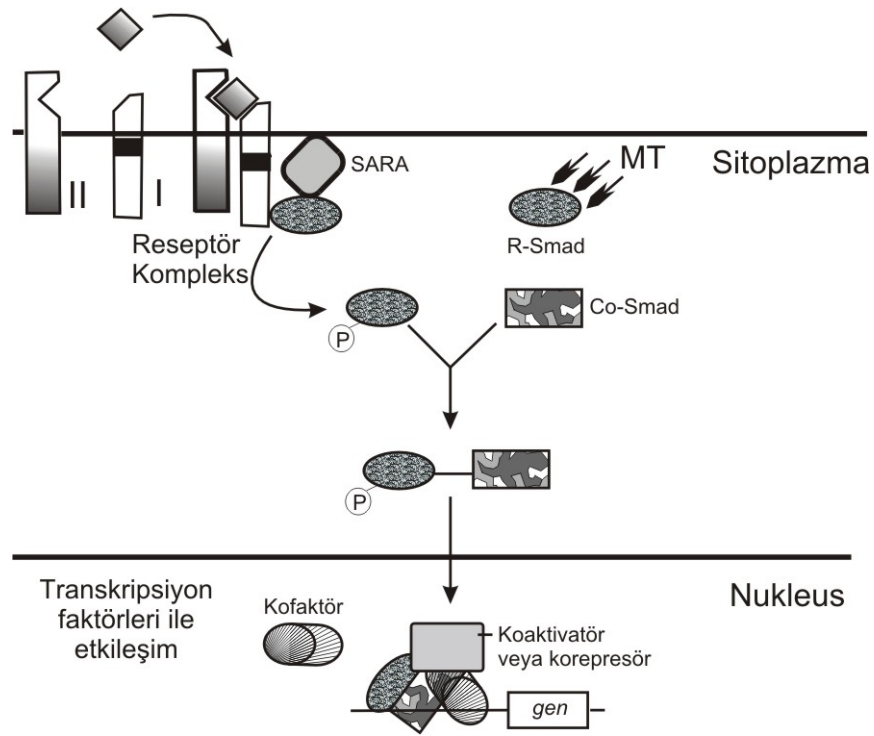 II
I
SARA
MT
Sitoplazma
Reseptör
Kompleks
R-Smad
P
Co-Smad
P
Transkripsiyon
faktörleri ile
etkileşim
Kofaktör
Nukleus
Koaktivatör
veya korepresör
gen